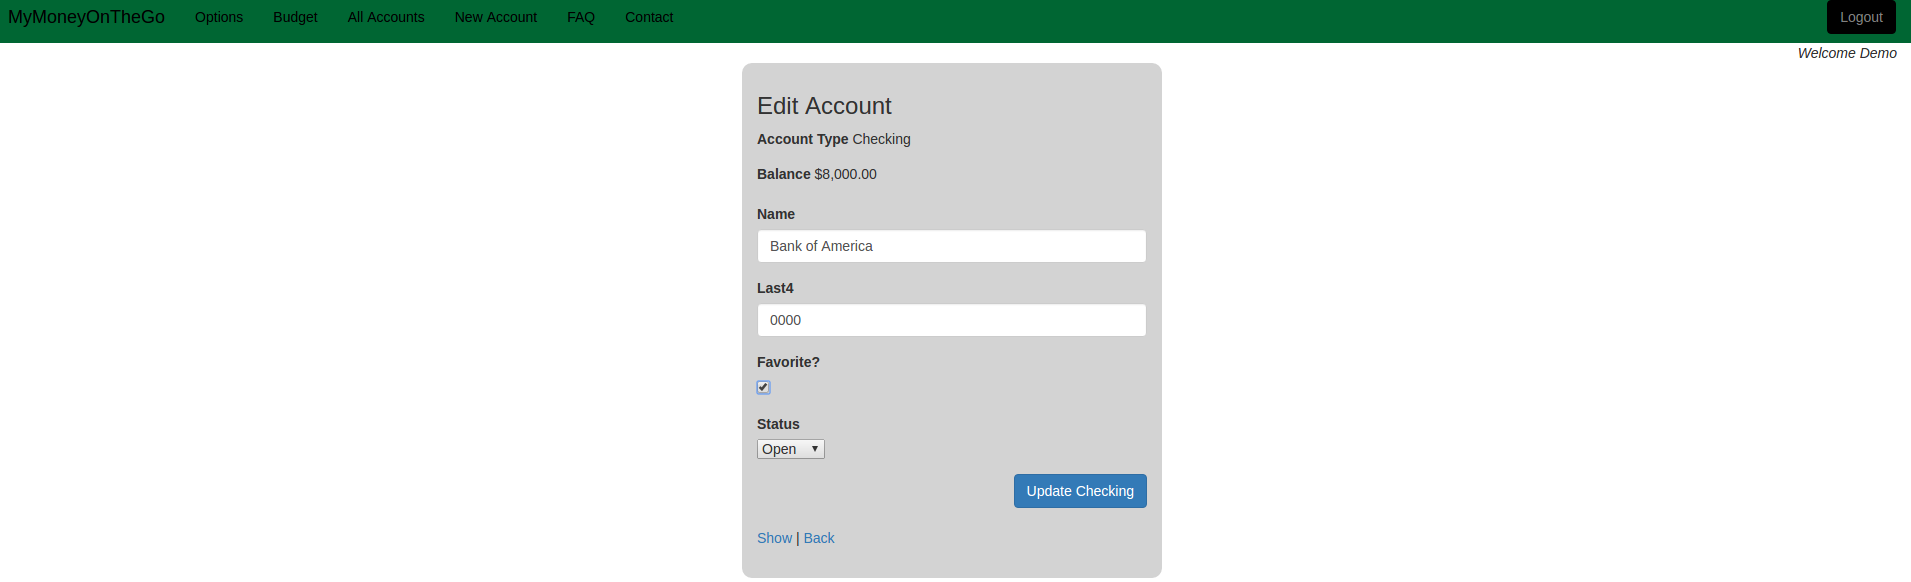 MyMoneyOnTheGo Options Budget All Accounts New Account FAQ Contact Logout
Welcome Demo
Edit Account
Account Type Checking
Balance $8,000.00
Name
Bank of America
Last4
0000
Favorite?
Status
Open
Update Checking
Show | Back